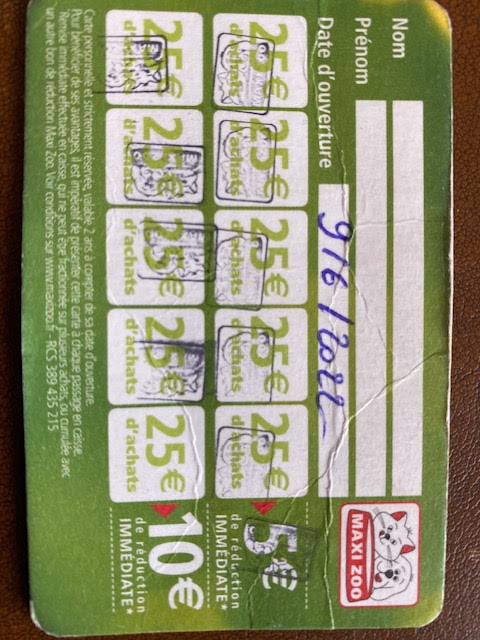 Nom
Prénom
Date d'ouverture 9/6/2022
MAXI ZOO
25€ 25€ 25€ 25€ 25€ 5€
d'achats d'achats d'achats d'achats d'achats de réduction
IMMÉDIATE*
25€ 25€ 25€ 25€ 25€ 10€
d'achats d'achats d'achats d'achats d'achats de réduction
IMMÉDIATE*
Carte personnelle et strictement réservée, valable 2 ans à compter de sa date d'ouverture.
Pour bénéficier de ses avantages, il est impératif de présenter cette carte à chaque passage en caisse.
*Remise immédiate effectuée en caisse, qui ne peut être fractionnée sur plusieurs achats, ou cumulée avec
un autre bon de réduction Maxi Zoo. Voir conditions sur www.maxizoo.fr - RCS 389 435 215